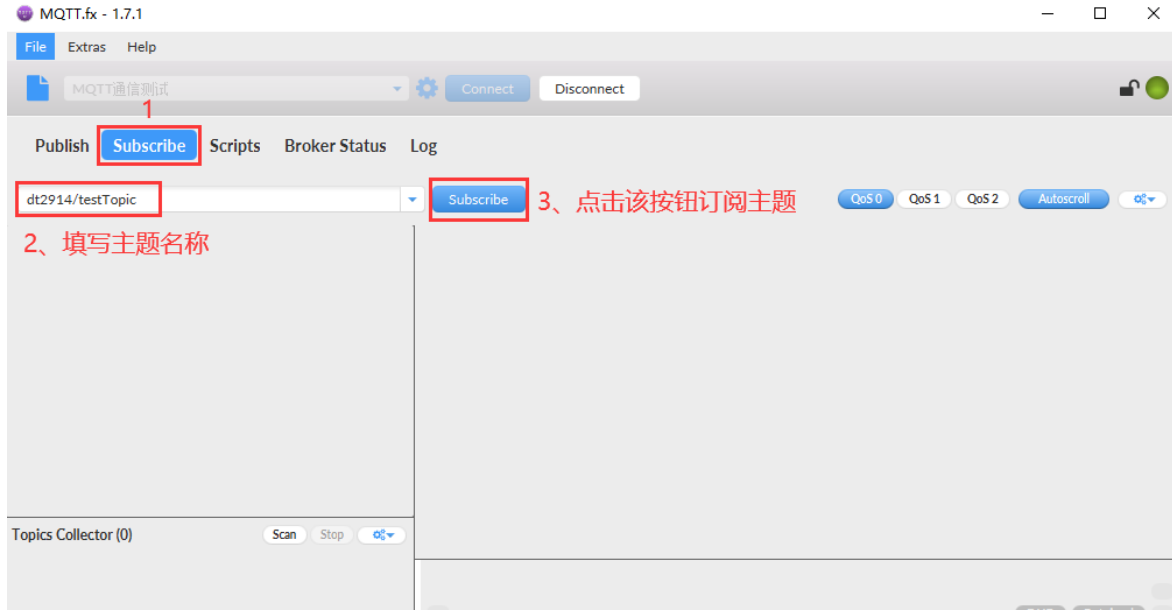 MQTT.fx - 1.7.1
File Extras Help
MQTT通信测试 Connect Disconnect
1
Publish Subscribe Scripts Broker Status Log
dt2914/testTopic Subscribe 3、点击该按钮订阅主题 QoS 0 QoS 1 QoS 2 Autoscroll
2、填写主题名称
Topics Collector (0) Scan Stop